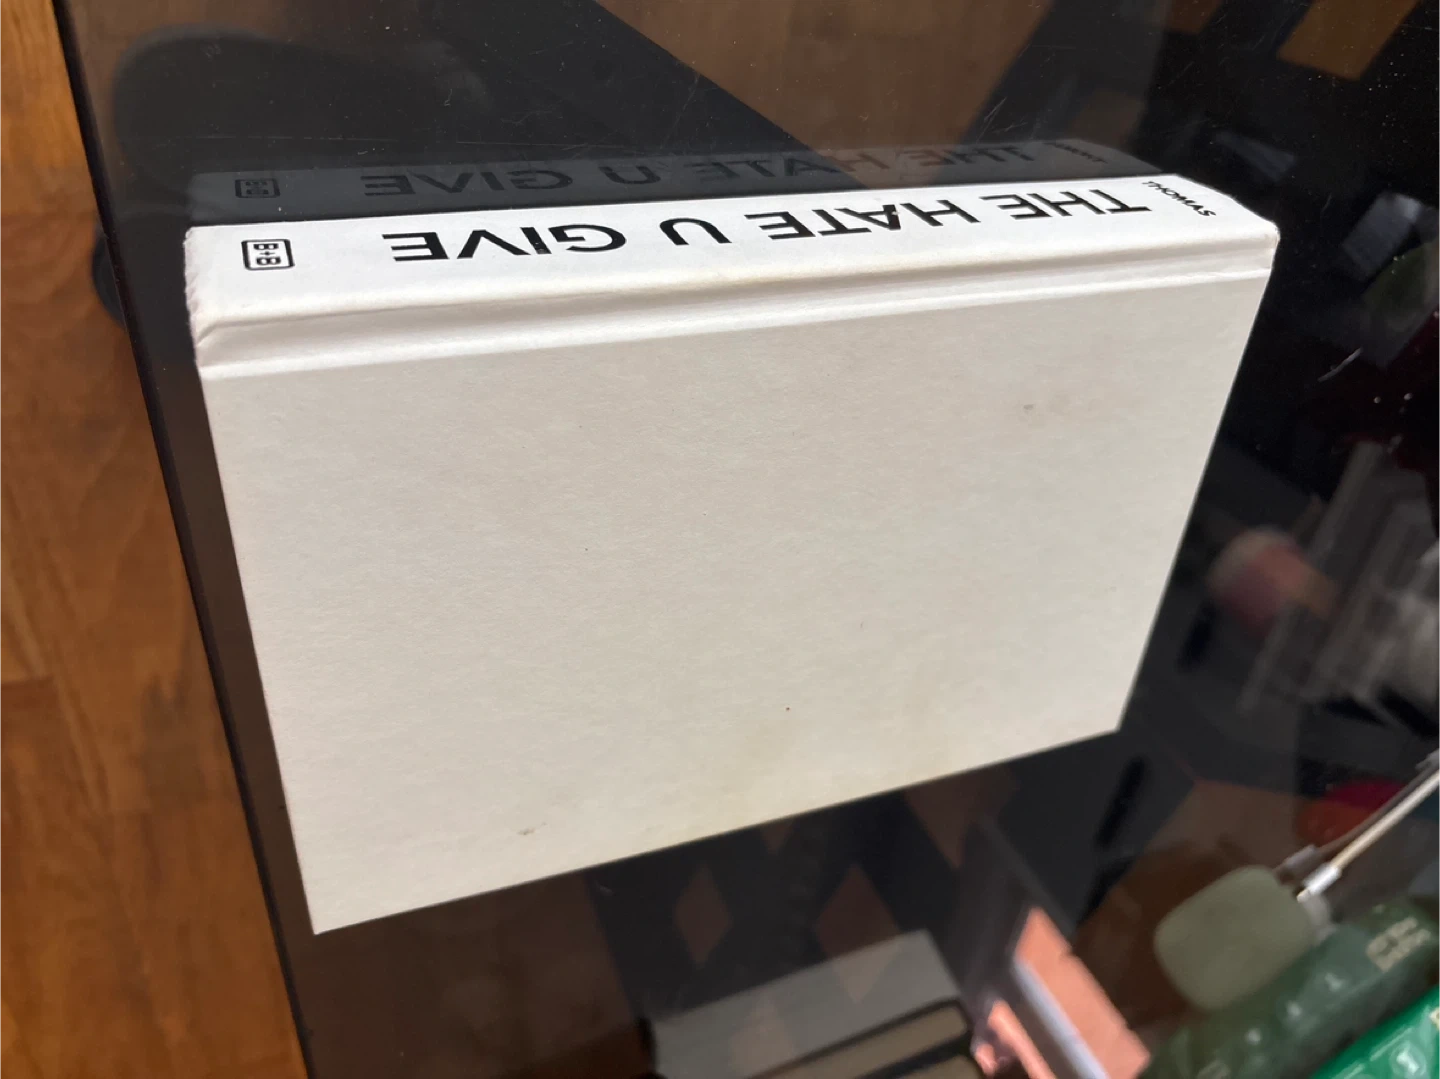 THOMAS
THE HATE U GIVE
B+B